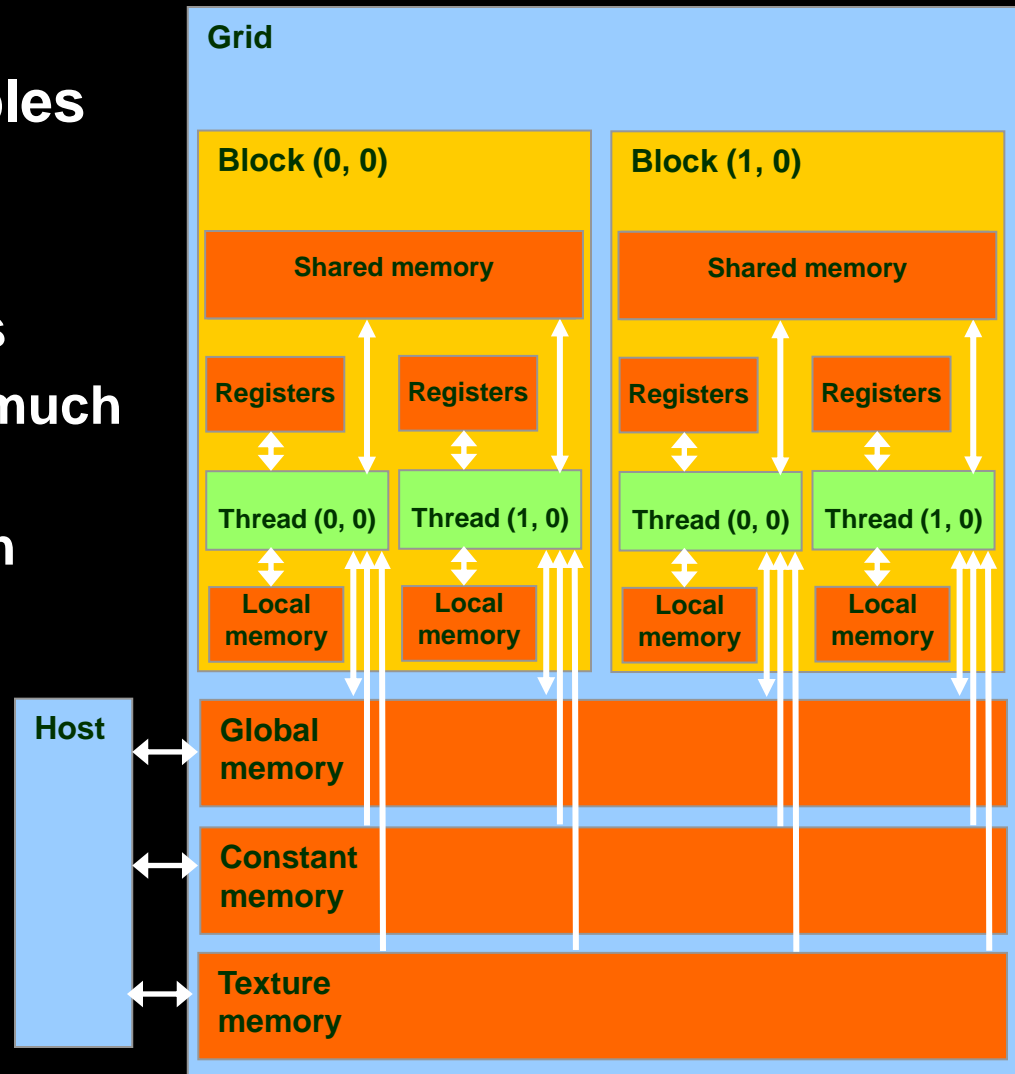 ples
s
much
n
Grid
Block (0, 0)
Shared memory
Registers
Registers
Thread (0, 0)
Thread (1, 0)
Local
memory
Local
memory
Block (1, 0)
Shared memory
Registers
Registers
Thread (0, 0)
Thread (1, 0)
Local
memory
Local
memory
Host
Global
memory
Constant
memory
Texture
memory